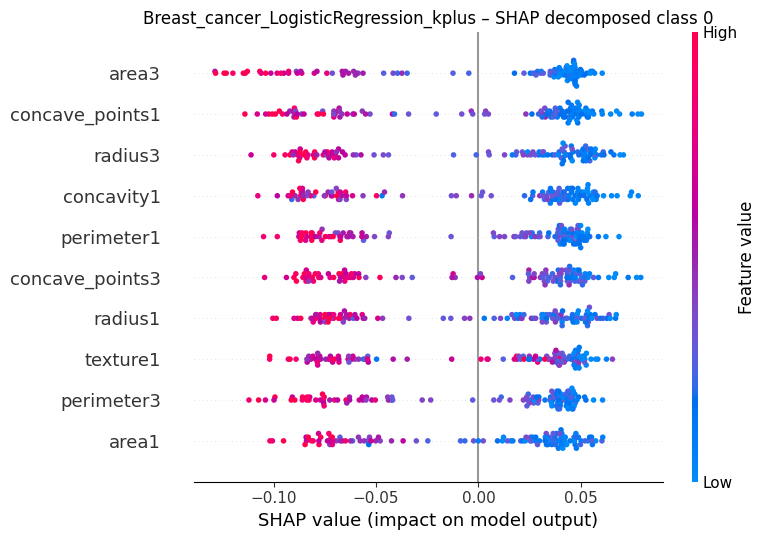 Breast_cancer_LogisticRegression_kplus – SHAP decomposed class 0
High
area3
concave_points1
radius3
concavity1
perimeter1
concave_points3
radius1
texture1
perimeter3
area1
Feature value
Low
−0.10 −0.05 0.00 0.05
SHAP value (impact on model output)